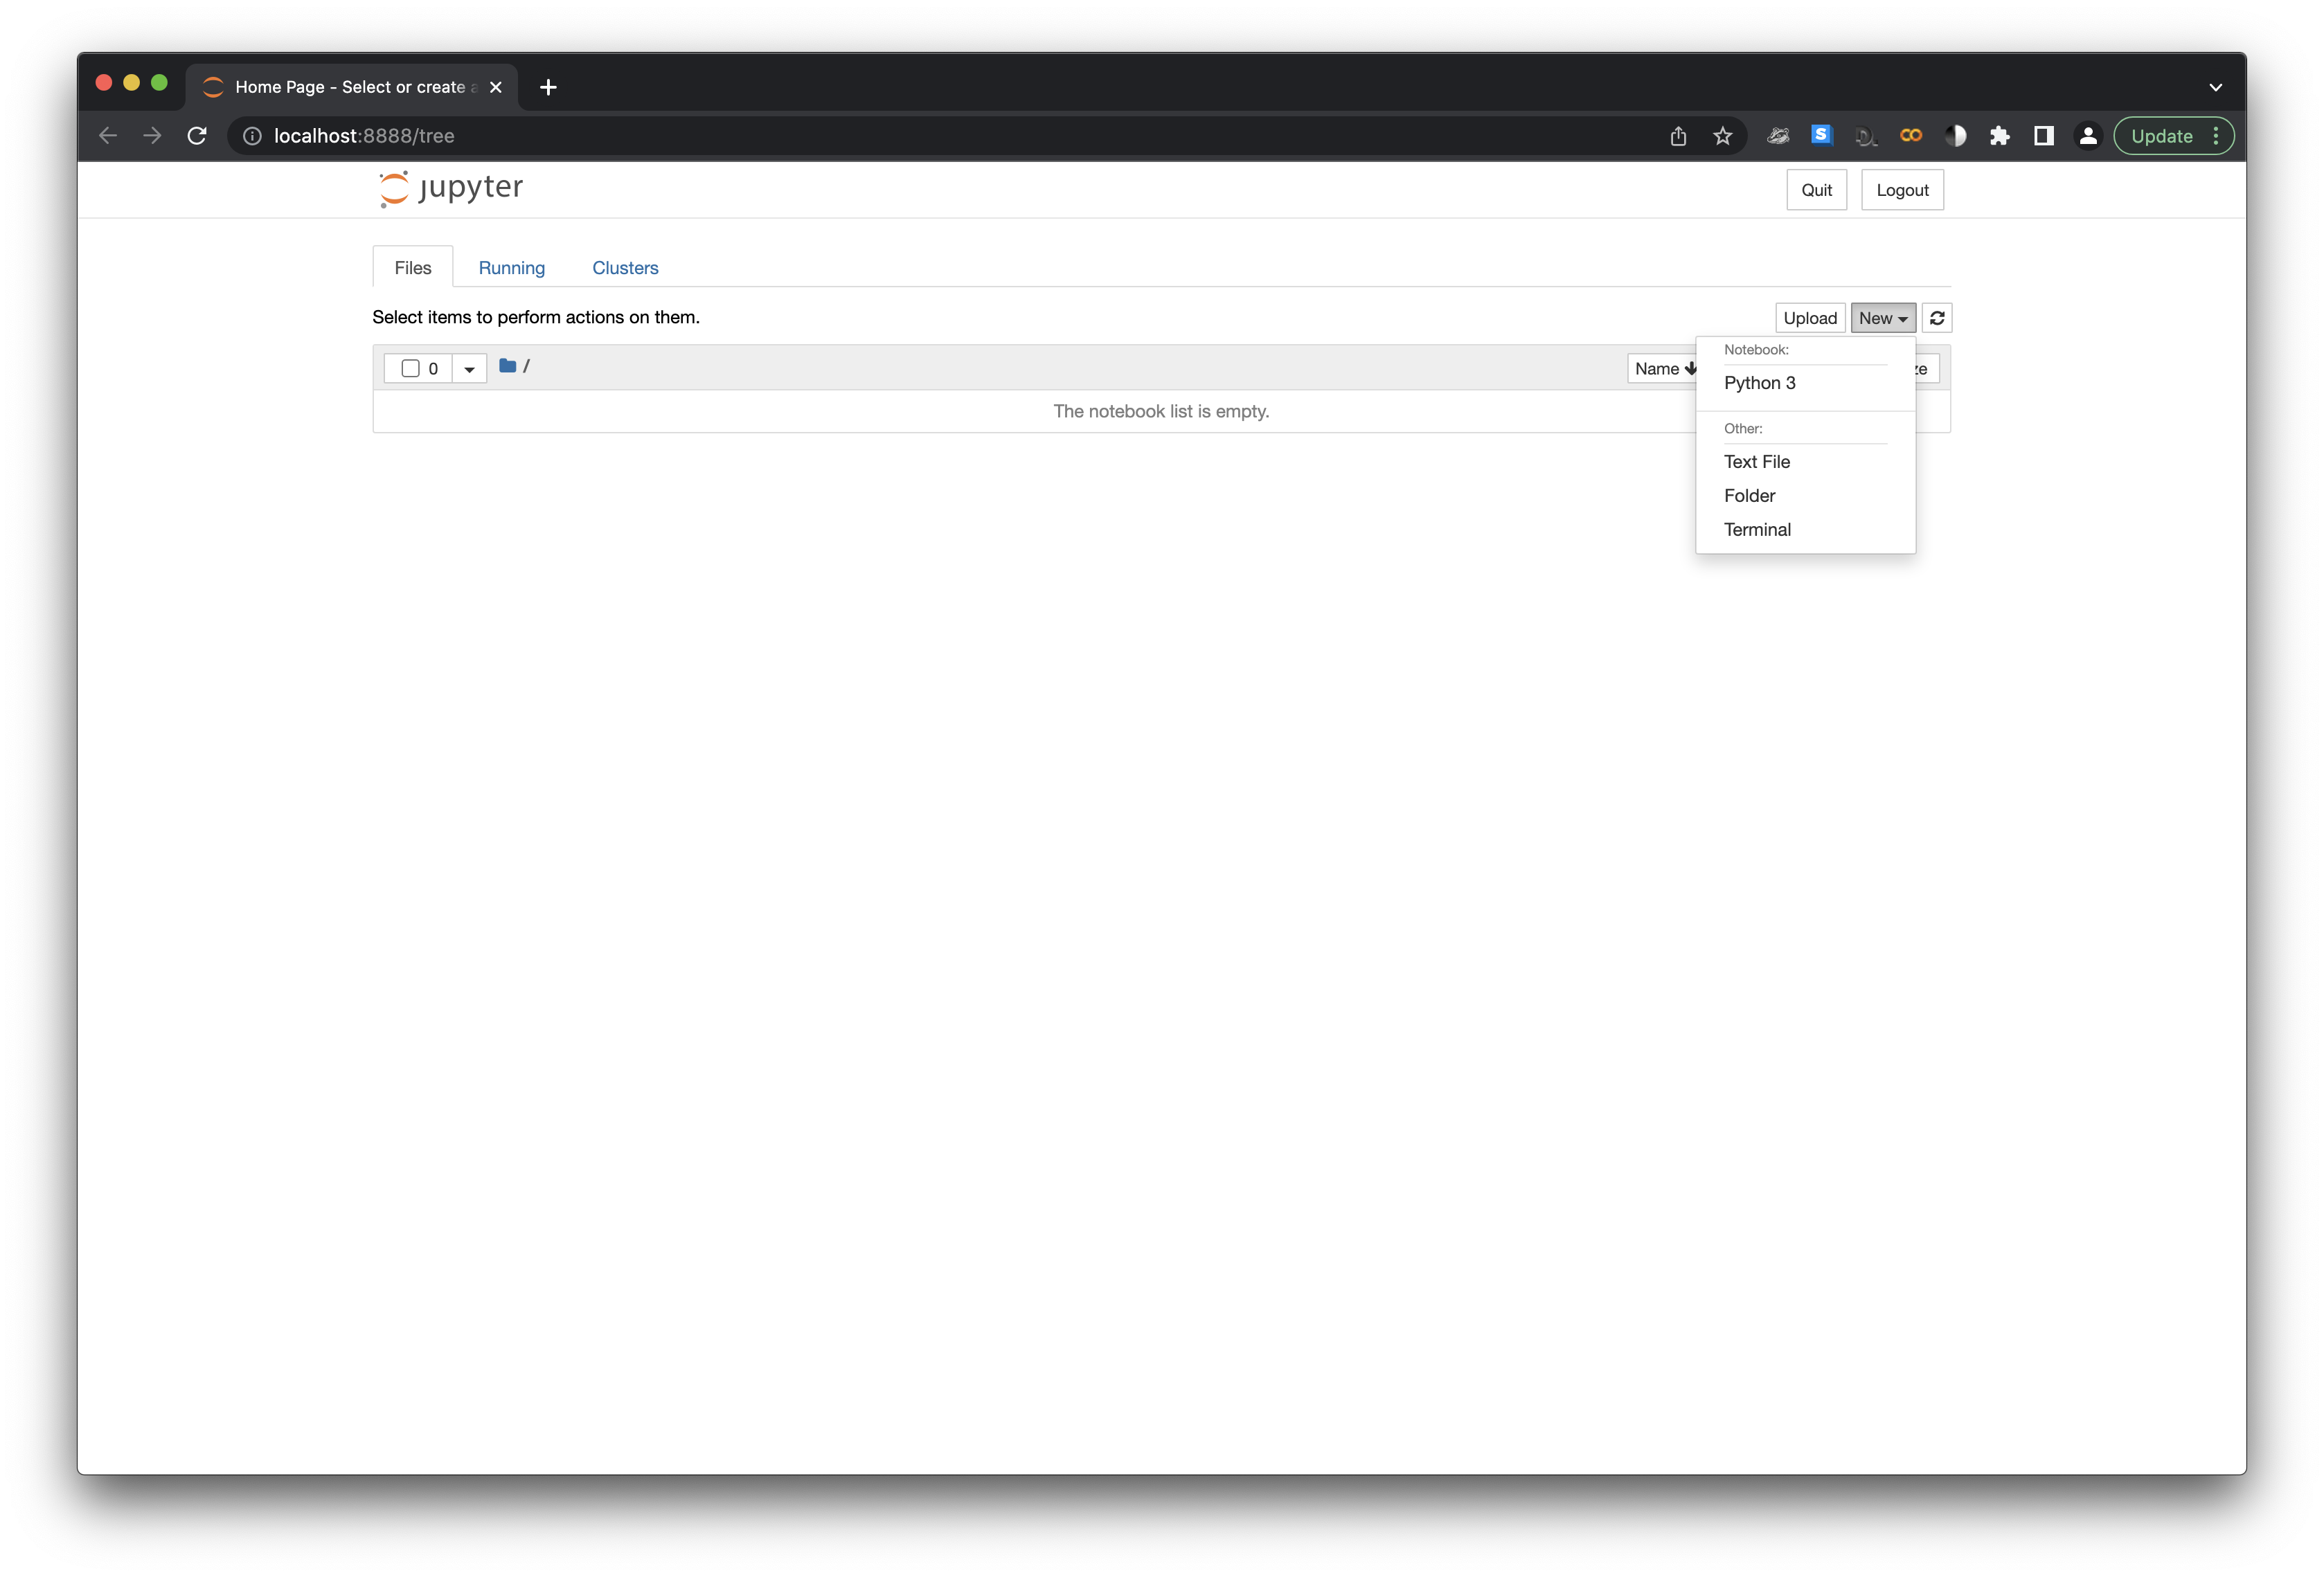 Home Page - Select or create a
localhost:8888/tree
S
Update
jupyter
Quit
Logout
Files
Running
Clusters
Select items to perform actions on them.
Upload
New
0
/
Name
ze
The notebook list is empty.
Notebook:
Python 3
Other:
Text File
Folder
Terminal